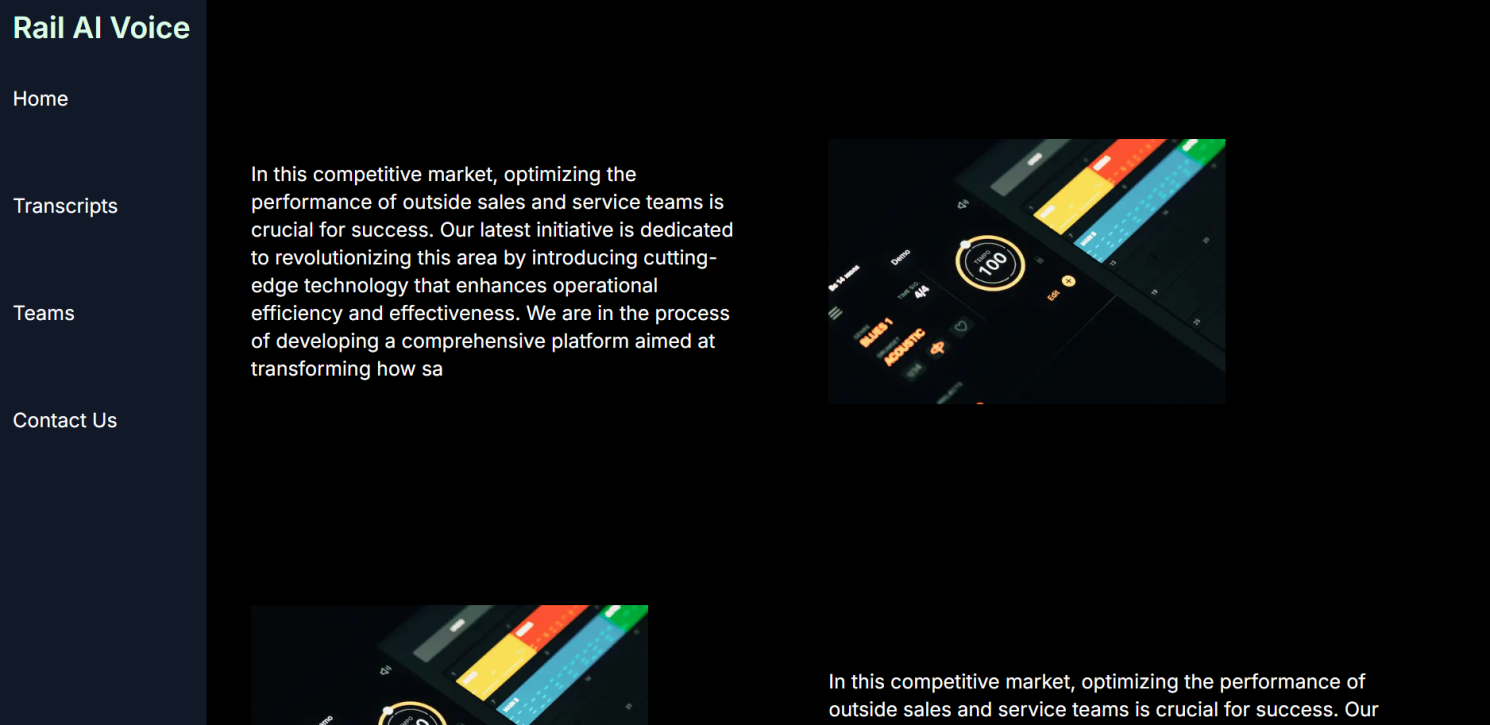 Rail AI Voice
Home
Transcripts
Teams
Contact Us
In this competitive market, optimizing the
performance of outside sales and service teams is
crucial for success. Our latest initiative is dedicated
to revolutionizing this area by introducing cutting-
edge technology that enhances operational
efficiency and effectiveness. We are in the process
of developing a comprehensive platform aimed at
transforming how sa
Demo
TEMPO
100
TIME SIG.
4/4
Edit
GENRE
BLUES 1
ACOUSTIC
In this competitive market, optimizing the performance of
outside sales and service teams is crucial for success. Our